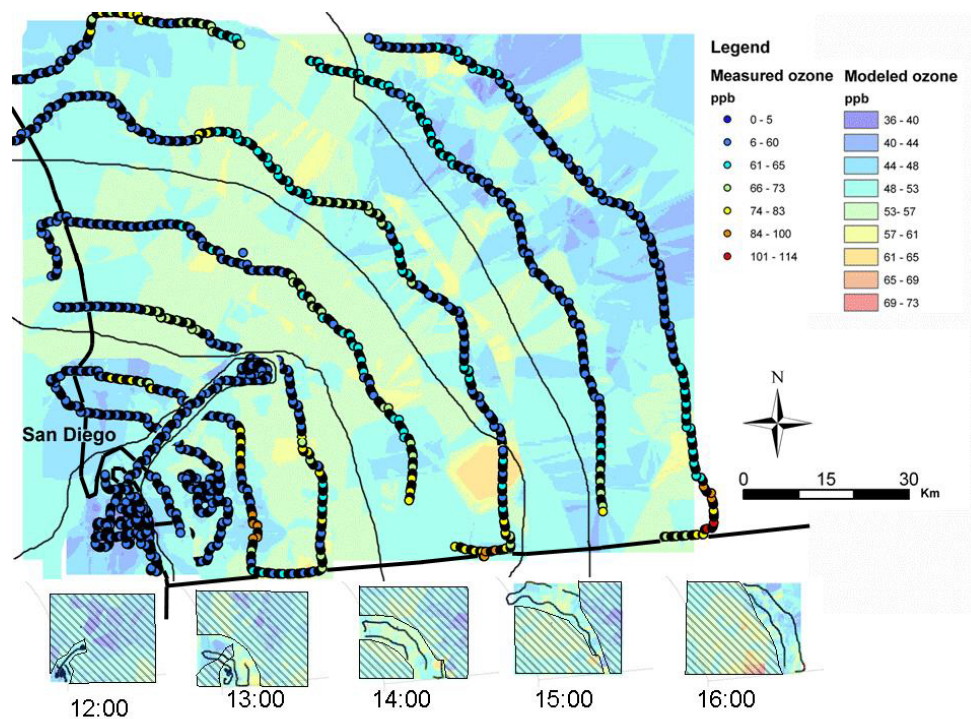 Legend
Measured ozone
ppb
0 - 5
6 - 60
61 - 65
66 - 73
74 - 83
84 - 100
101 - 114
Modeled ozone
ppb
36 - 40
40 - 44
44 - 48
48 - 53
53- 57
57 - 61
61 - 65
65 - 69
69 - 73
N
0 15 30
Km
San Diego
12:00
13:00
14:00
15:00
16:00